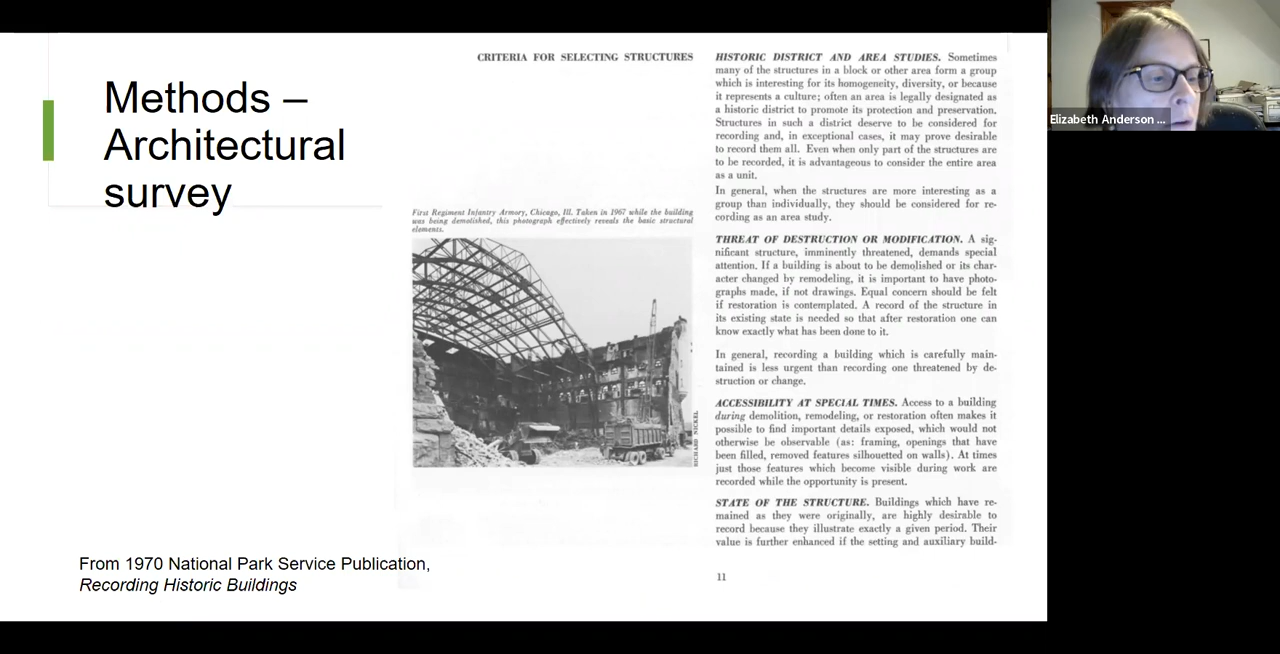 Methods –
Architectural
survey
CRITERIA FOR SELECTING STRUCTURES
First Regiment Infantry Armory, Chicago, Ill. Taken in 1967 while the building
was being demolished, this photograph effectively reveals the basic structural
elements.
RICHARD NICKEL
HISTORIC DISTRICT AND AREA STUDIES. Sometimes
many of the structures in a block or other area form a group
which is interesting for its homogeneity, diversity, or because
it represents a culture; often an area is legally designated as
a historic district to promote its protection and preservation.
Structures in such a district deserve to be considered for
recording and, in exceptional cases, it may prove desirable
to record them all. Even when only part of the structures are
to be recorded, it is advantageous to consider the entire area
as a unit.
In general, when the structures are more interesting as a
group than individually, they should be considered for re-
cording as an area study.
THREAT OF DESTRUCTION OR MODIFICATION. A sig-
nificant structure, imminently threatened, demands special
attention. If a building is about to be demolished or its char-
acter changed by remodeling, it is important to have photo-
graphs made, if not drawings. Equal concern should be felt
if restoration is contemplated. A record of the structure in
its existing state is needed so that after restoration one can
know exactly what has been done to it.
In general, recording a building which is carefully main-
tained is less urgent than recording one threatened by de-
struction or change.
ACCESSIBILITY AT SPECIAL TIMES. Access to a building
during demolition, remodeling, or restoration often makes it
possible to find important details exposed, which would not
otherwise be observable (as: framing, openings that have
been filled, removed features silhouetted on walls). At times
just those features which become visible during work are
recorded while the opportunity is present.
STATE OF THE STRUCTURE. Buildings which have re-
mained as they were originally, are highly desirable to
record because they illustrate exactly a given period. Their
value is further enhanced if the setting and auxiliary build-
11
From 1970 National Park Service Publication,
Recording Historic Buildings
Elizabeth Anderson ...